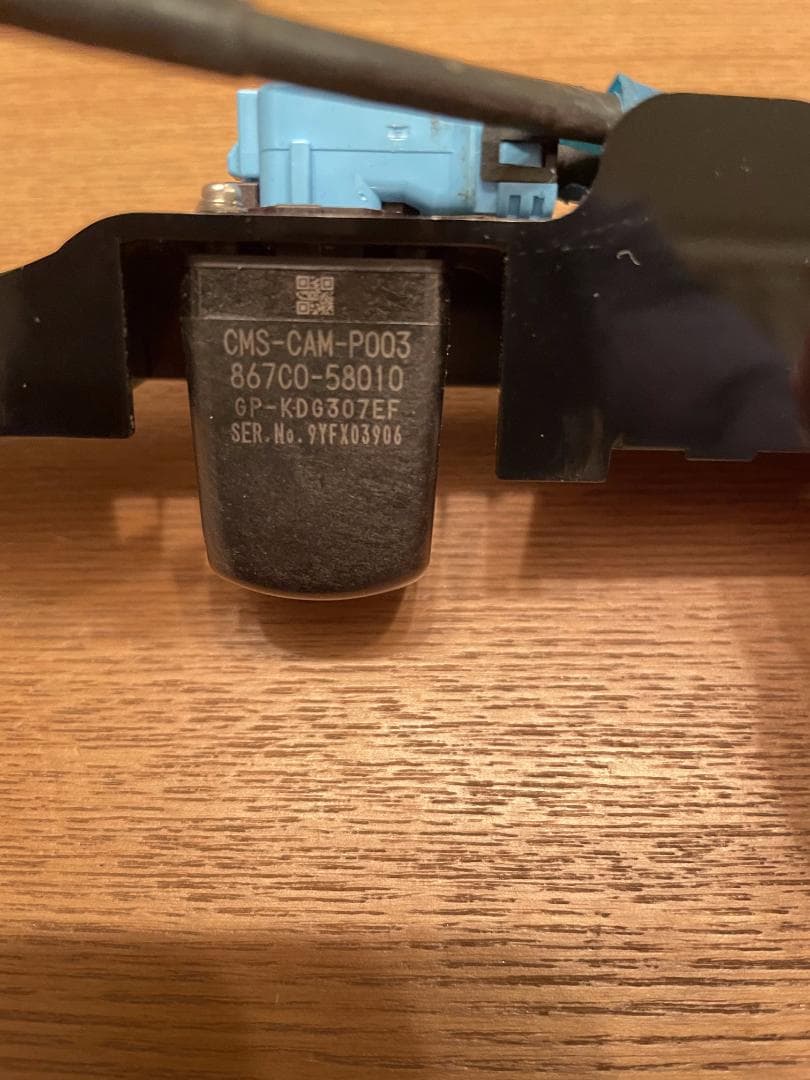 CMS-CAM-P003
867C0-58010
GP-KDG307EF
SER.No.9YFX03906